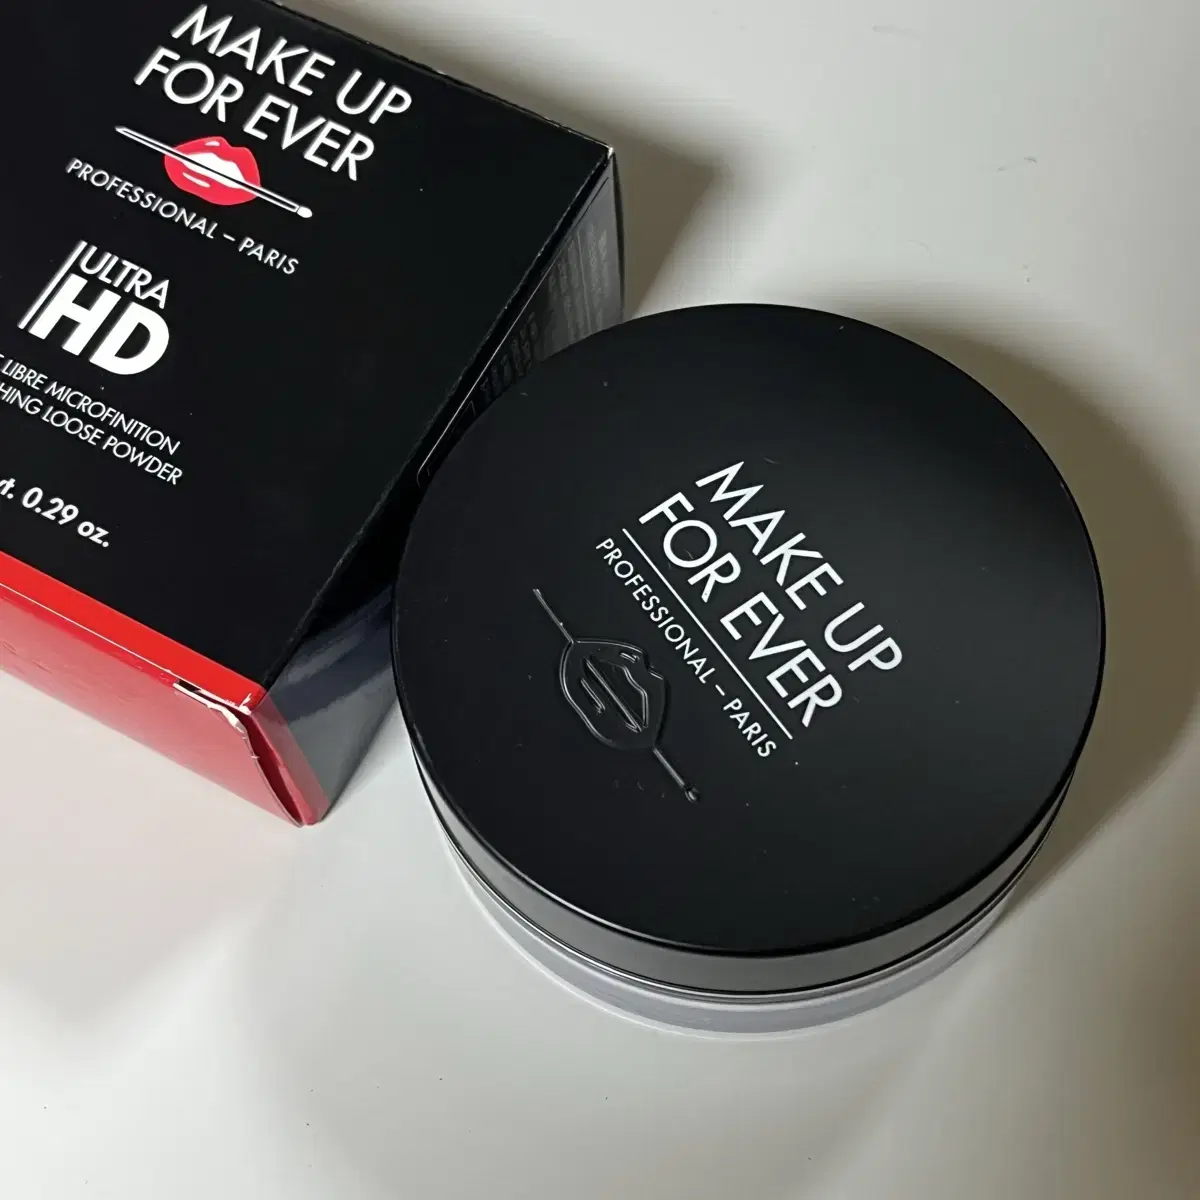 MAKE UP
FOR EVER
PROFESSIONAL – PARIS
ULTRA
HD
LIBRE MICROFINITION
LOOSE POWDER
0.29 oz.
MAKE UP
FOR EVER
PROFESSIONAL – PARIS